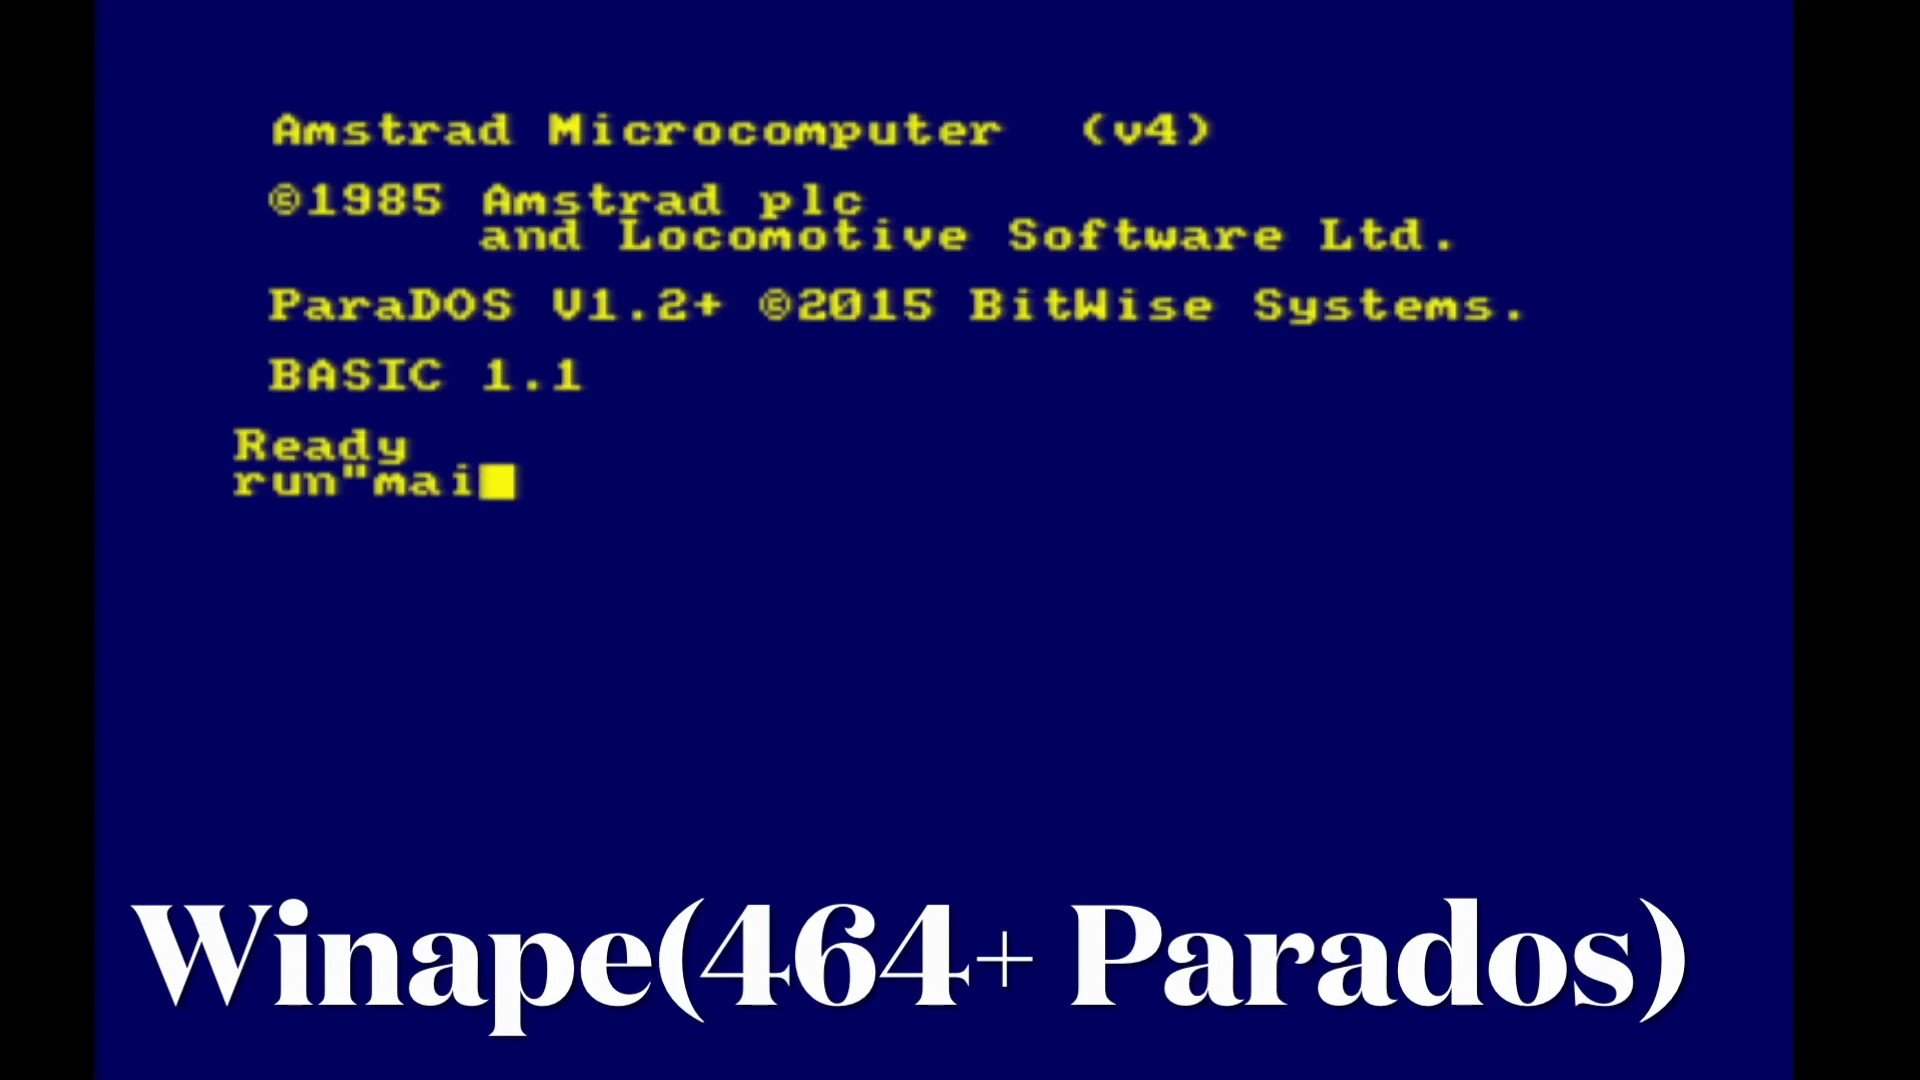 Amstrad Microcomputer (v4)
©1985 Amstrad plc
and Locomotive Software Ltd.
ParaDOS V1.2+ ©2015 BitWise Systems.
BASIC 1.1
Ready
run"mai
Winape(464+ Parados)